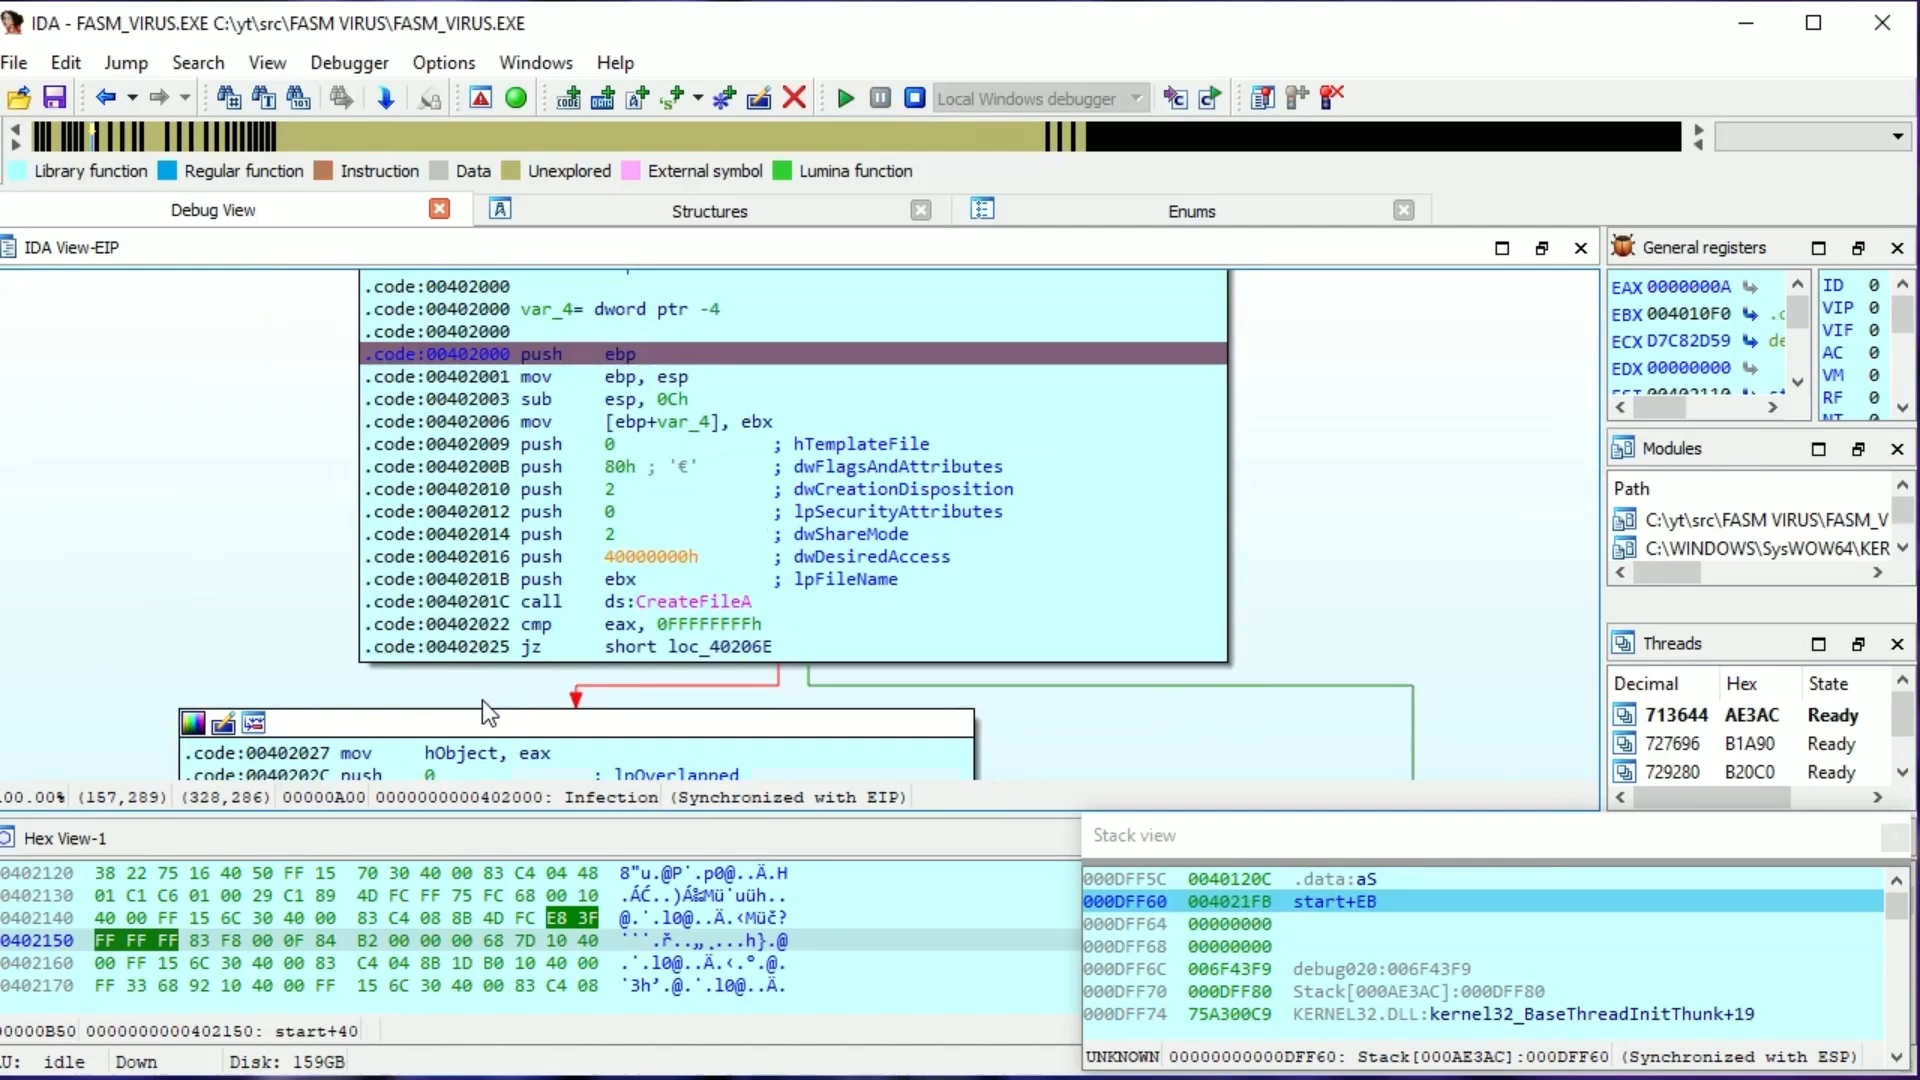 IDA - FASM_VIRUS.EXE C:\yt\src\FASM VIRUS\FASM_VIRUS.EXE
File Edit Jump Search View Debugger Options Windows Help
Local Windows debugger
Library function Regular function Instruction Data Unexplored External symbol Lumina function
Debug View Structures Enums
IDA View-EIP
.code:00402000
.code:00402000 var_4= dword ptr -4
.code:00402000
.code:00402000 push ebp
.code:00402001 mov ebp, esp
.code:00402003 sub esp, 0Ch
.code:00402006 mov [ebp+var_4], ebx
.code:00402009 push 0 ; hTemplateFile
.code:0040200B push 80h ; '€' ; dwFlagsAndAttributes
.code:00402010 push 2 ; dwCreationDisposition
.code:00402012 push 0 ; lpSecurityAttributes
.code:00402014 push 2 ; dwShareMode
.code:00402016 push 40000000h ; dwDesiredAccess
.code:0040201B push ebx ; lpFileName
.code:0040201C call ds:CreateFileA
.code:00402022 cmp eax, 0FFFFFFFFh
.code:00402025 jz short loc_40206E
.code:00402027 mov hObject, eax
.code:0040202C push 0 ; lpOverlapped
00.00% (157,289) (328,286) 00000A00 0000000000402000: Infection (Synchronized with EIP)
General registers
EAX 0000000A
EBX 004010F0
ECX D7C82D59 de
EDX 00000000
ID 0
VIP 0
VIF 0
AC 0
VM 0
RF 0
Modules
Path
C:\yt\src\FASM VIRUS\FASM_V
C:\WINDOWS\SysWOW64\KER
Threads
Decimal Hex State
713644 AE3AC Ready
727696 B1A90 Ready
729280 B20C0 Ready
Hex View-1
0402120 38 22 75 16 40 50 FF 15 70 30 40 00 83 C4 04 48
0402130 01 C1 C6 01 00 29 C1 89 4D FC FF 75 FC 68 00 10
0402140 40 00 FF 15 6C 30 40 00 83 C4 08 8B 4D FC E8 3F
0402150 FF FF FF 83 F8 00 0F 84 B2 00 00 00 68 7D 10 40
0402160 00 FF 15 6C 30 40 00 83 C4 04 8B 1D B0 10 40 00
0402170 FF 33 68 92 10 40 00 FF 15 6C 30 40 00 83 C4 08
00000B50 0000000000402150: start+40
U: idle Down Disk: 159GB
Stack view
000DFF5C 0040120C .data:aS
000DFF60 004021FB start+EB
000DFF64 00000000
000DFF68 00000000
000DFF6C 006F43F9 debug020:006F43F9
000DFF70 000DFF80 Stack[000AE3AC]:000DFF80
000DFF74 75A300C9 KERNEL32.DLL:kernel32_BaseThreadInitThunk+19
UNKNOWN 00000000000DFF60: Stack[000AE3AC]:000DFF60 (Synchronized with ESP)